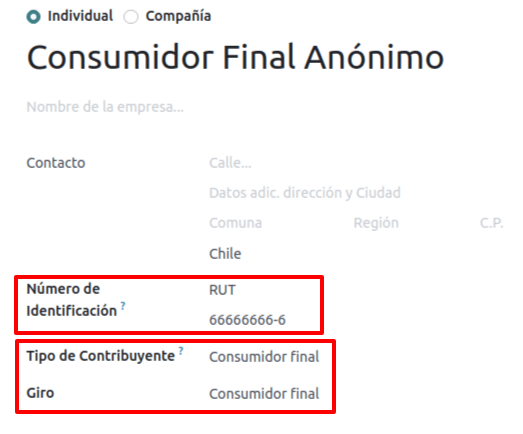 Individual Compañía
Consumidor Final Anónimo
Nombre de la empresa...
Contacto Calle...
Datos adic. dirección y Ciudad
Comuna Región C.P.
Chile
Número de Identificación ? RUT
66666666-6
Tipo de Contribuyente ? Consumidor final
Giro Consumidor final